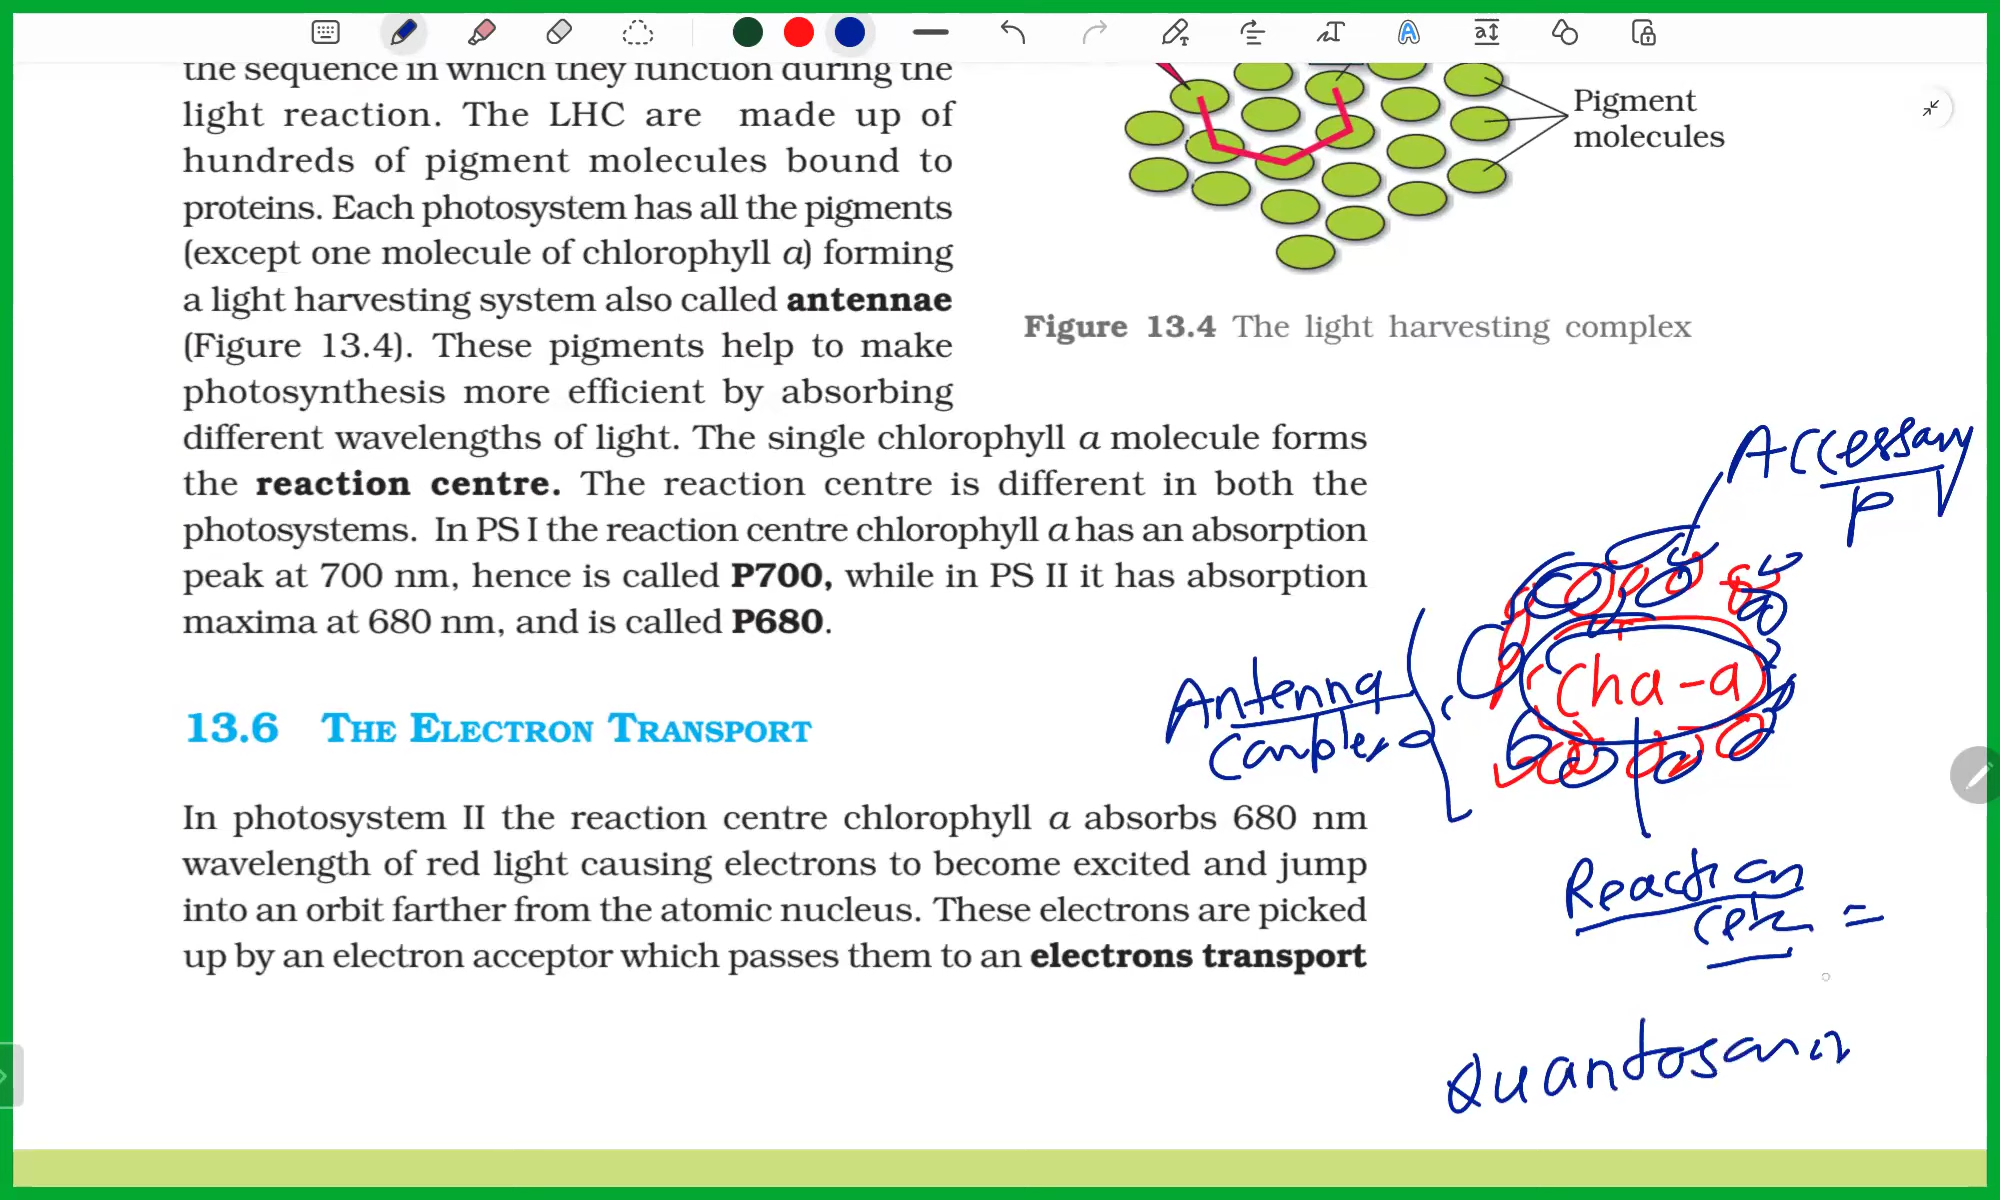 the sequence in which they function during the
light reaction. The LHC are made up of
hundreds of pigment molecules bound to
proteins. Each photosystem has all the pigments
(except one molecule of chlorophyll a) forming
a light harvesting system also called antennae
(Figure 13.4). These pigments help to make
photosynthesis more efficient by absorbing
different wavelengths of light. The single chlorophyll a molecule forms
the reaction centre. The reaction centre is different in both the
photosystems. In PS I the reaction centre chlorophyll a has an absorption
peak at 700 nm, hence is called P700, while in PS II it has absorption
maxima at 680 nm, and is called P680.
Pigment
molecules
Figure 13.4 The light harvesting complex
Accessary
P
Antenna
Complex
Cha-a
Reaction
=
Quantosam
13.6 THE ELECTRON TRANSPORT
In photosystem II the reaction centre chlorophyll a absorbs 680 nm
wavelength of red light causing electrons to become excited and jump
into an orbit farther from the atomic nucleus. These electrons are picked
up by an electron acceptor which passes them to an electrons transport